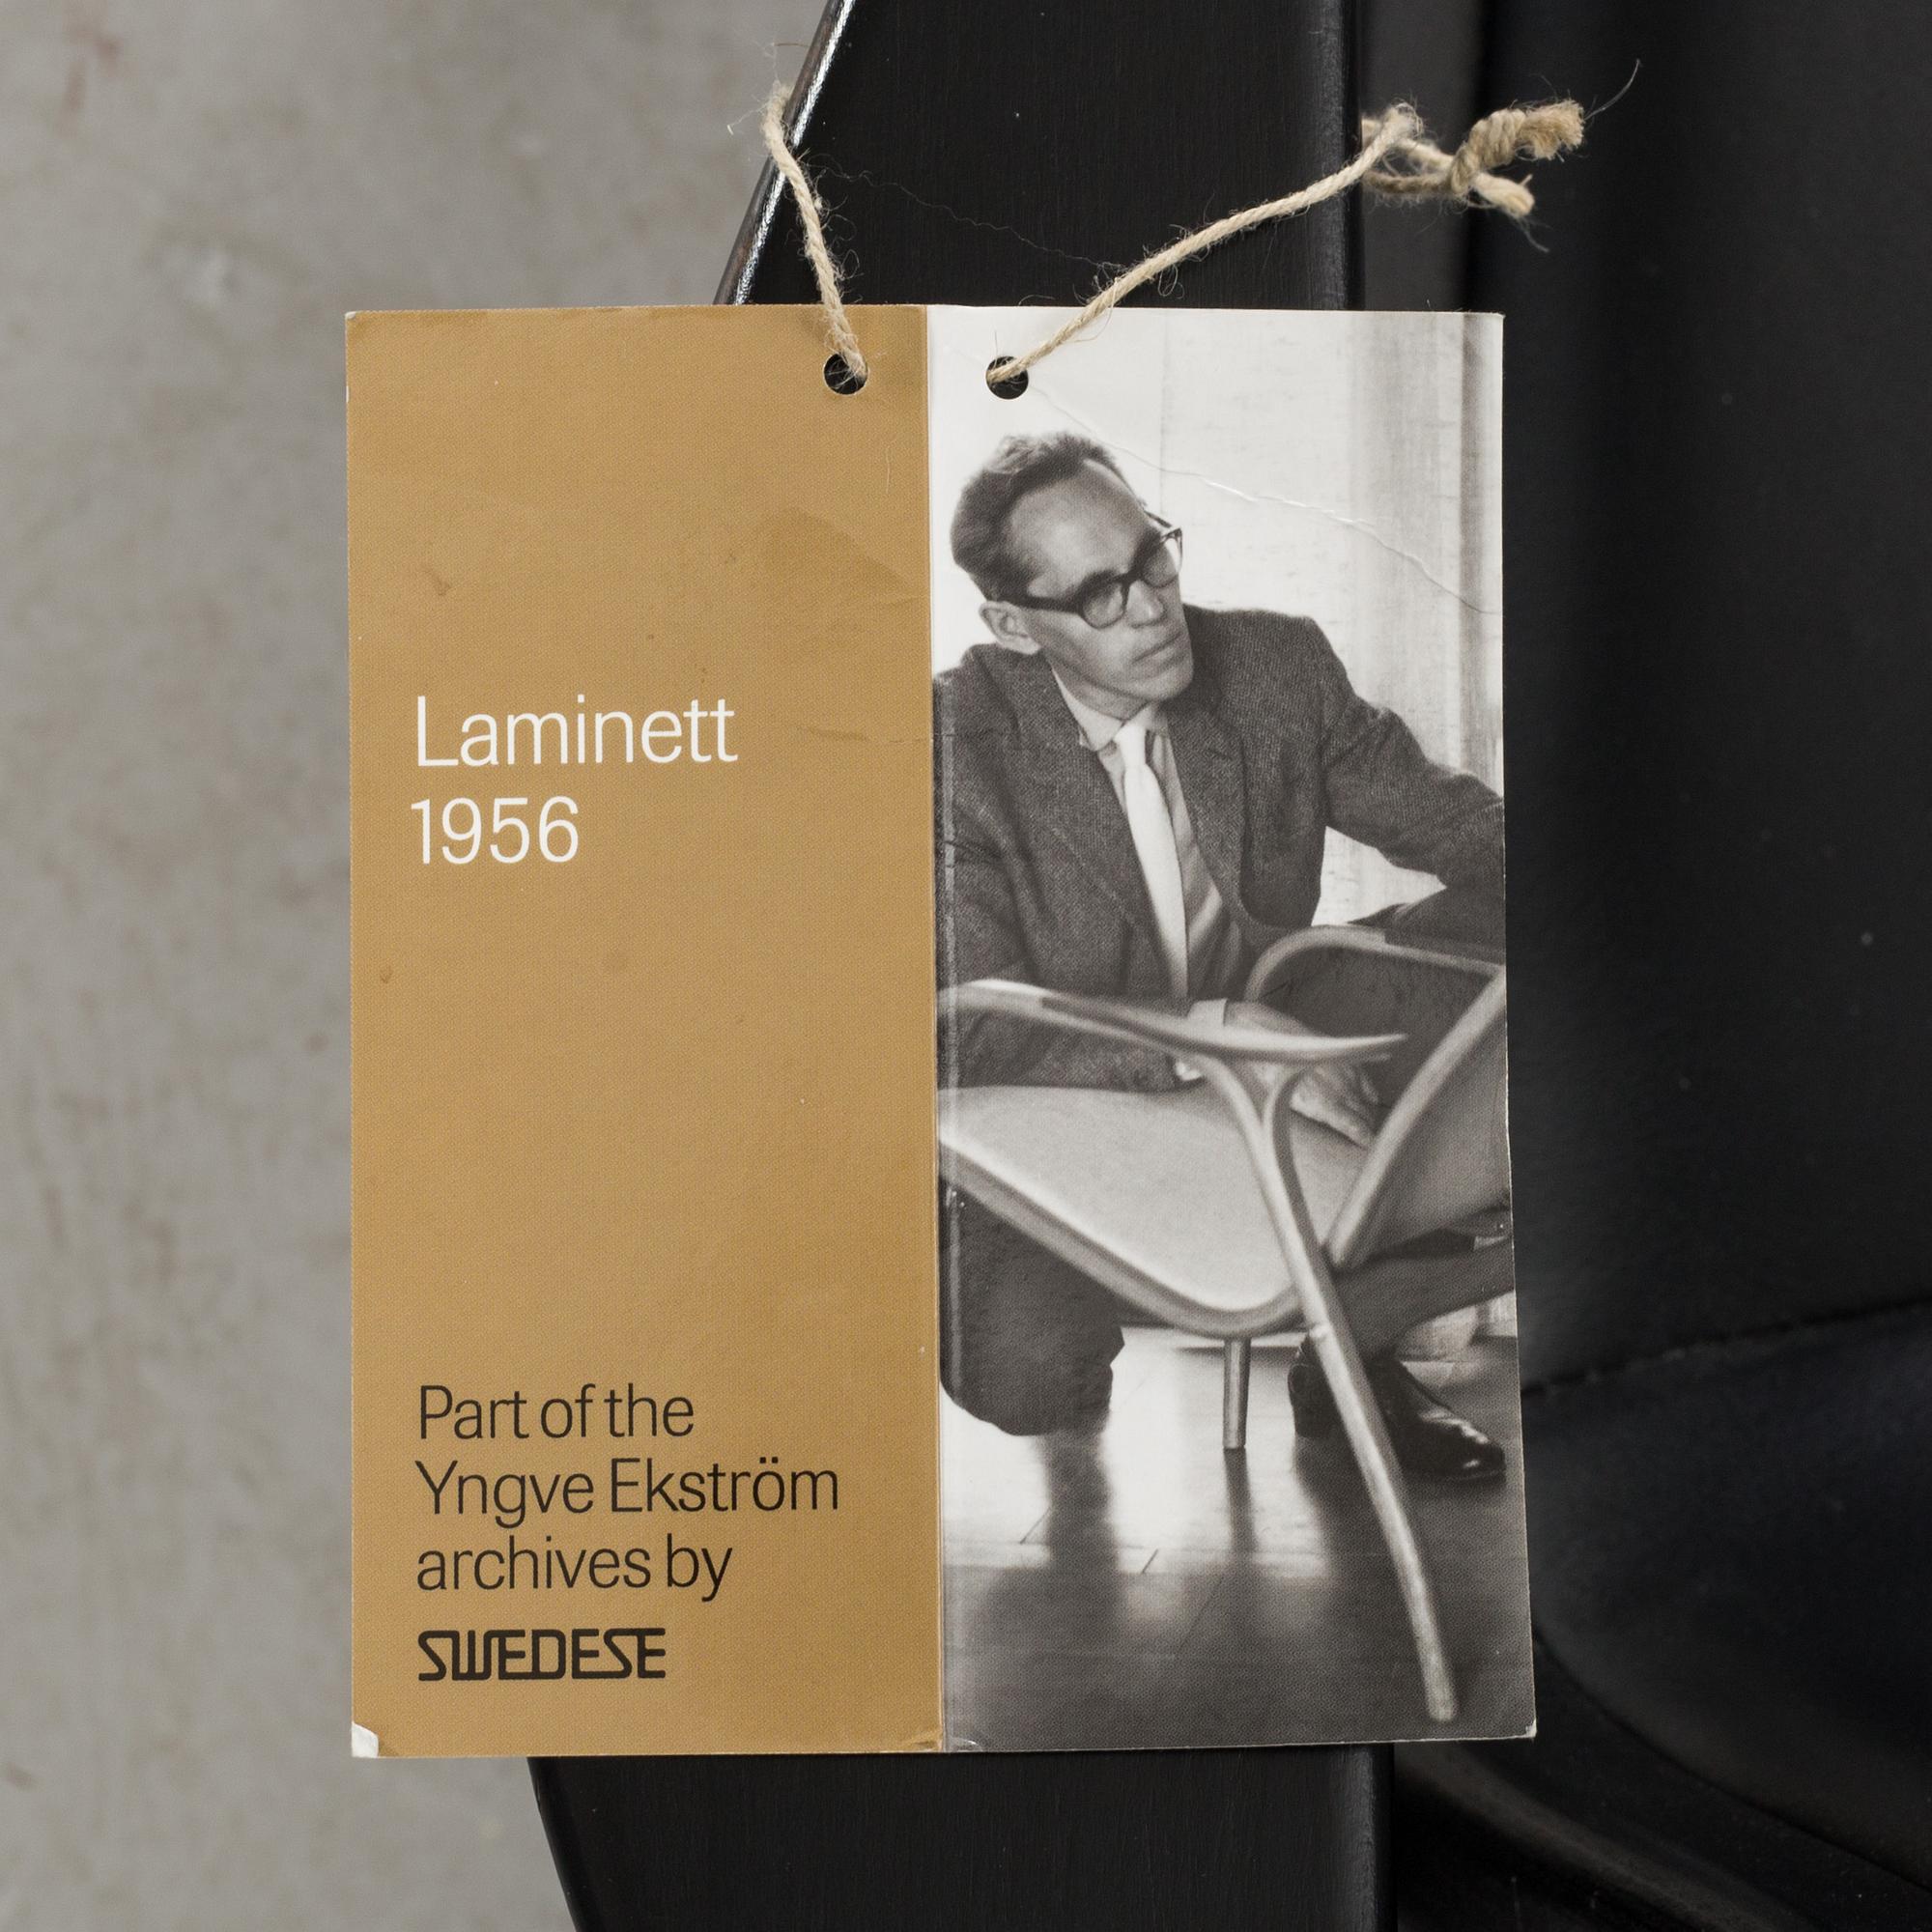 Laminett
1956
Part of the
Yngve Ekström
archives by
SWEDESE